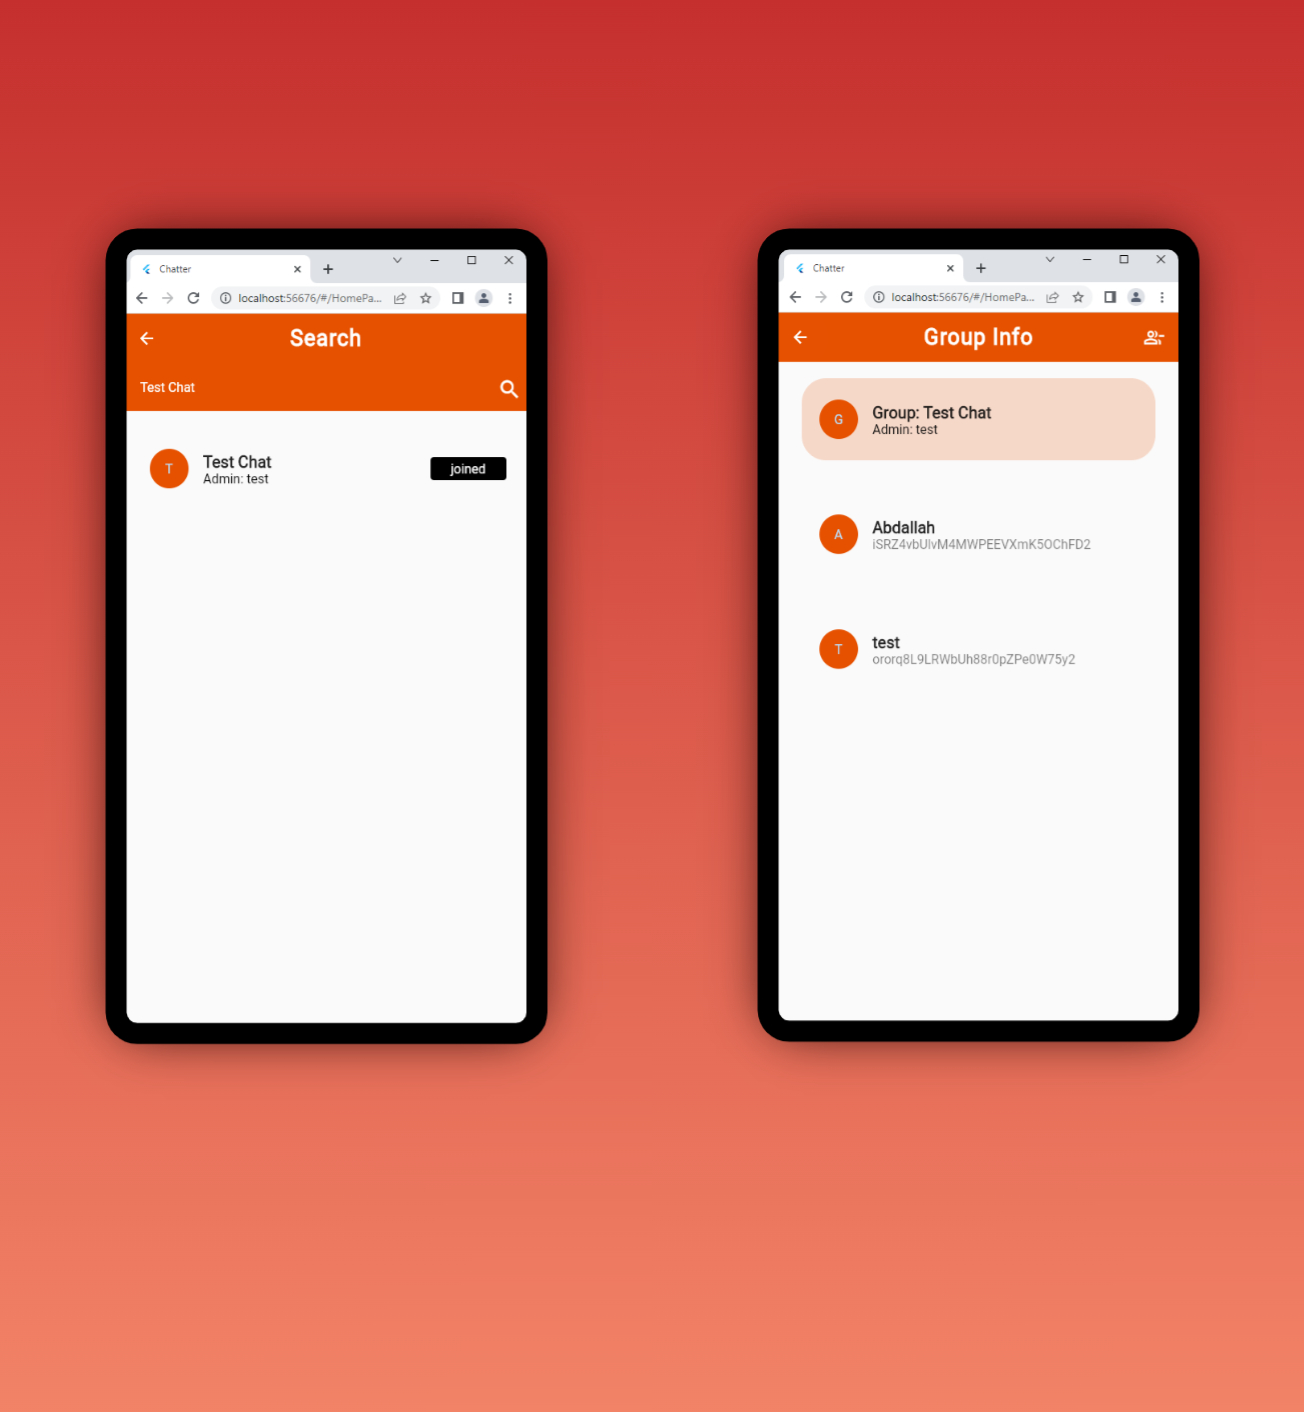 Chatter
localhost:56676/#/HomePa...
Search
Test Chat
T
Test Chat
Admin: test
joined
Chatter
localhost:56676/#/HomePa...
Group Info
G
Group: Test Chat
Admin: test
A
Abdallah
iSRZ4vbUIvM4MWPEEVXmK5OChFD2
T
test
ororq8L9LRWbUh88r0pZPe0W75y2